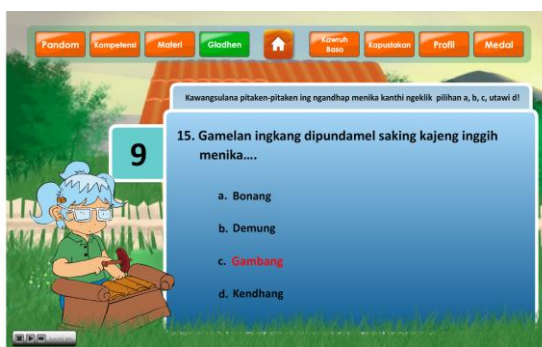 Pandom
Kompetensi
Materi
Gladhen
Kawruh
Basa
Kapustakan
Profil
Medal
Kawangsulana pitaken-pitaken ing ngandhap menika kanthi ngeklik pilihan a, b, c, utawi d!
9
15. Gamelan ingkang dipundamel saking kajeng inggih
menika....
a. Bonang
b. Demung
c. Gambang
d. Kendhang